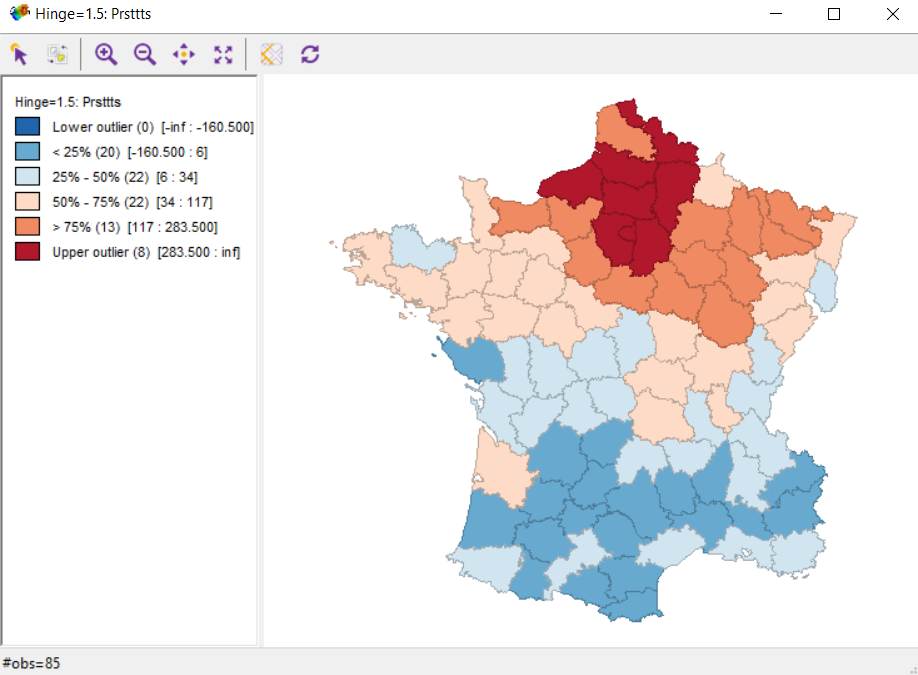 Hinge=1.5: Prsttts
Hinge=1.5: Prsttts
Lower outlier (0) [-inf : -160.500]
< 25% (20) [-160.500 : 6]
25% - 50% (22) [6 : 34]
50% - 75% (22) [34 : 117]
> 75% (13) [117 : 283.500]
Upper outlier (8) [283.500 : inf]
#obs=85